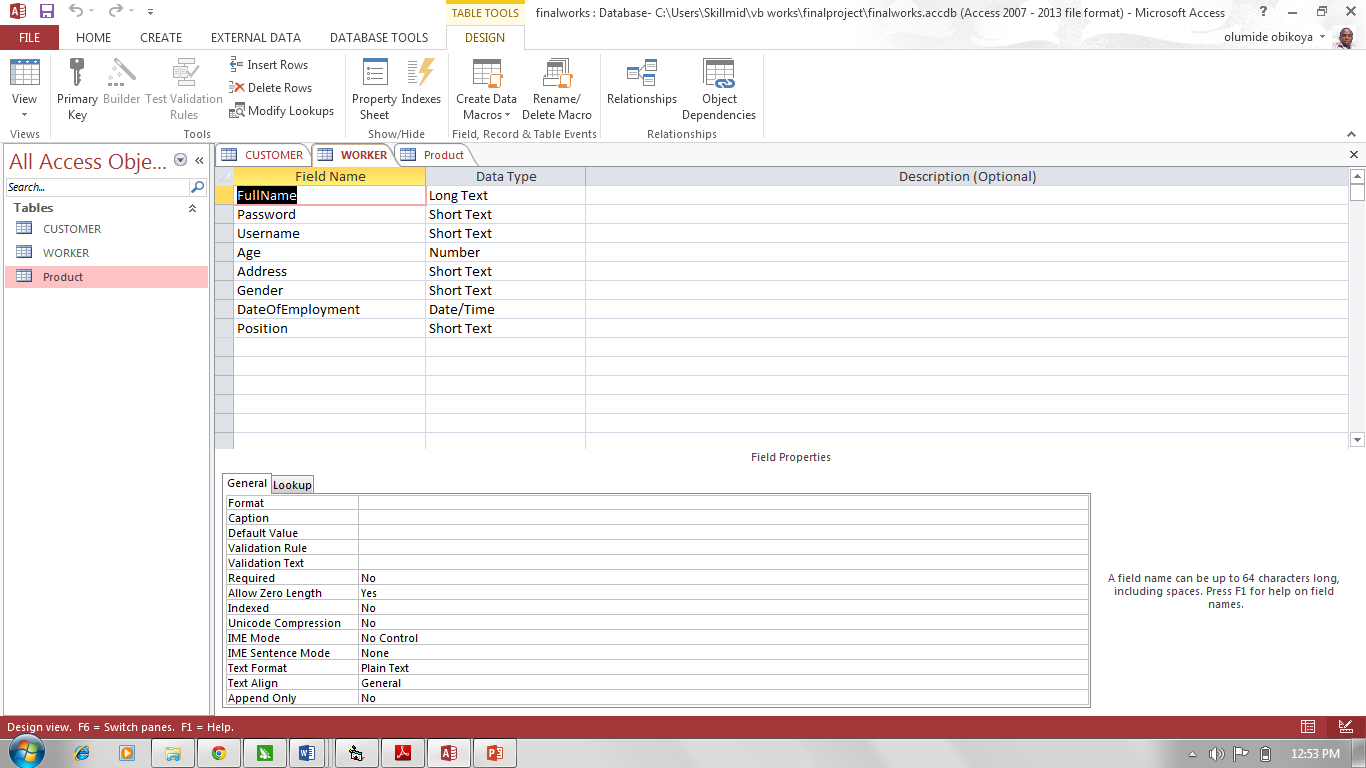 TABLE TOOLS finalworks : Database- C:\Users\Skillmid\vb works\finalproject\finalworks.accdb (Access 2007 - 2013 file format) - Microsoft Access ?
FILE HOME CREATE EXTERNAL DATA DATABASE TOOLS DESIGN olumide obikoya
View
Primary Key
Builder
Test Validation Rules
Insert Rows
Delete Rows
Modify Lookups
Property Sheet
Indexes
Create Data Macros
Rename/ Delete Macro
Relationships
Object Dependencies
Views Tools Show/Hide Field, Record & Table Events Relationships
All Access Obje... «
Search...
Tables
CUSTOMER
WORKER
Product
CUSTOMER WORKER Product
Field Name Data Type Description (Optional)
FullName Long Text
Password Short Text
Username Short Text
Age Number
Address Short Text
Gender Short Text
DateOfEmployment Date/Time
Position Short Text
Field Properties
General Lookup
Format
Caption
Default Value
Validation Rule
Validation Text
Required No
Allow Zero Length Yes
Indexed No
Unicode Compression No
IME Mode No Control
IME Sentence Mode None
Text Format Plain Text
Text Align General
Append Only No
A field name can be up to 64 characters long,
including spaces. Press F1 for help on field
names.
Design view. F6 = Switch panes. F1 = Help.
12:53 PM